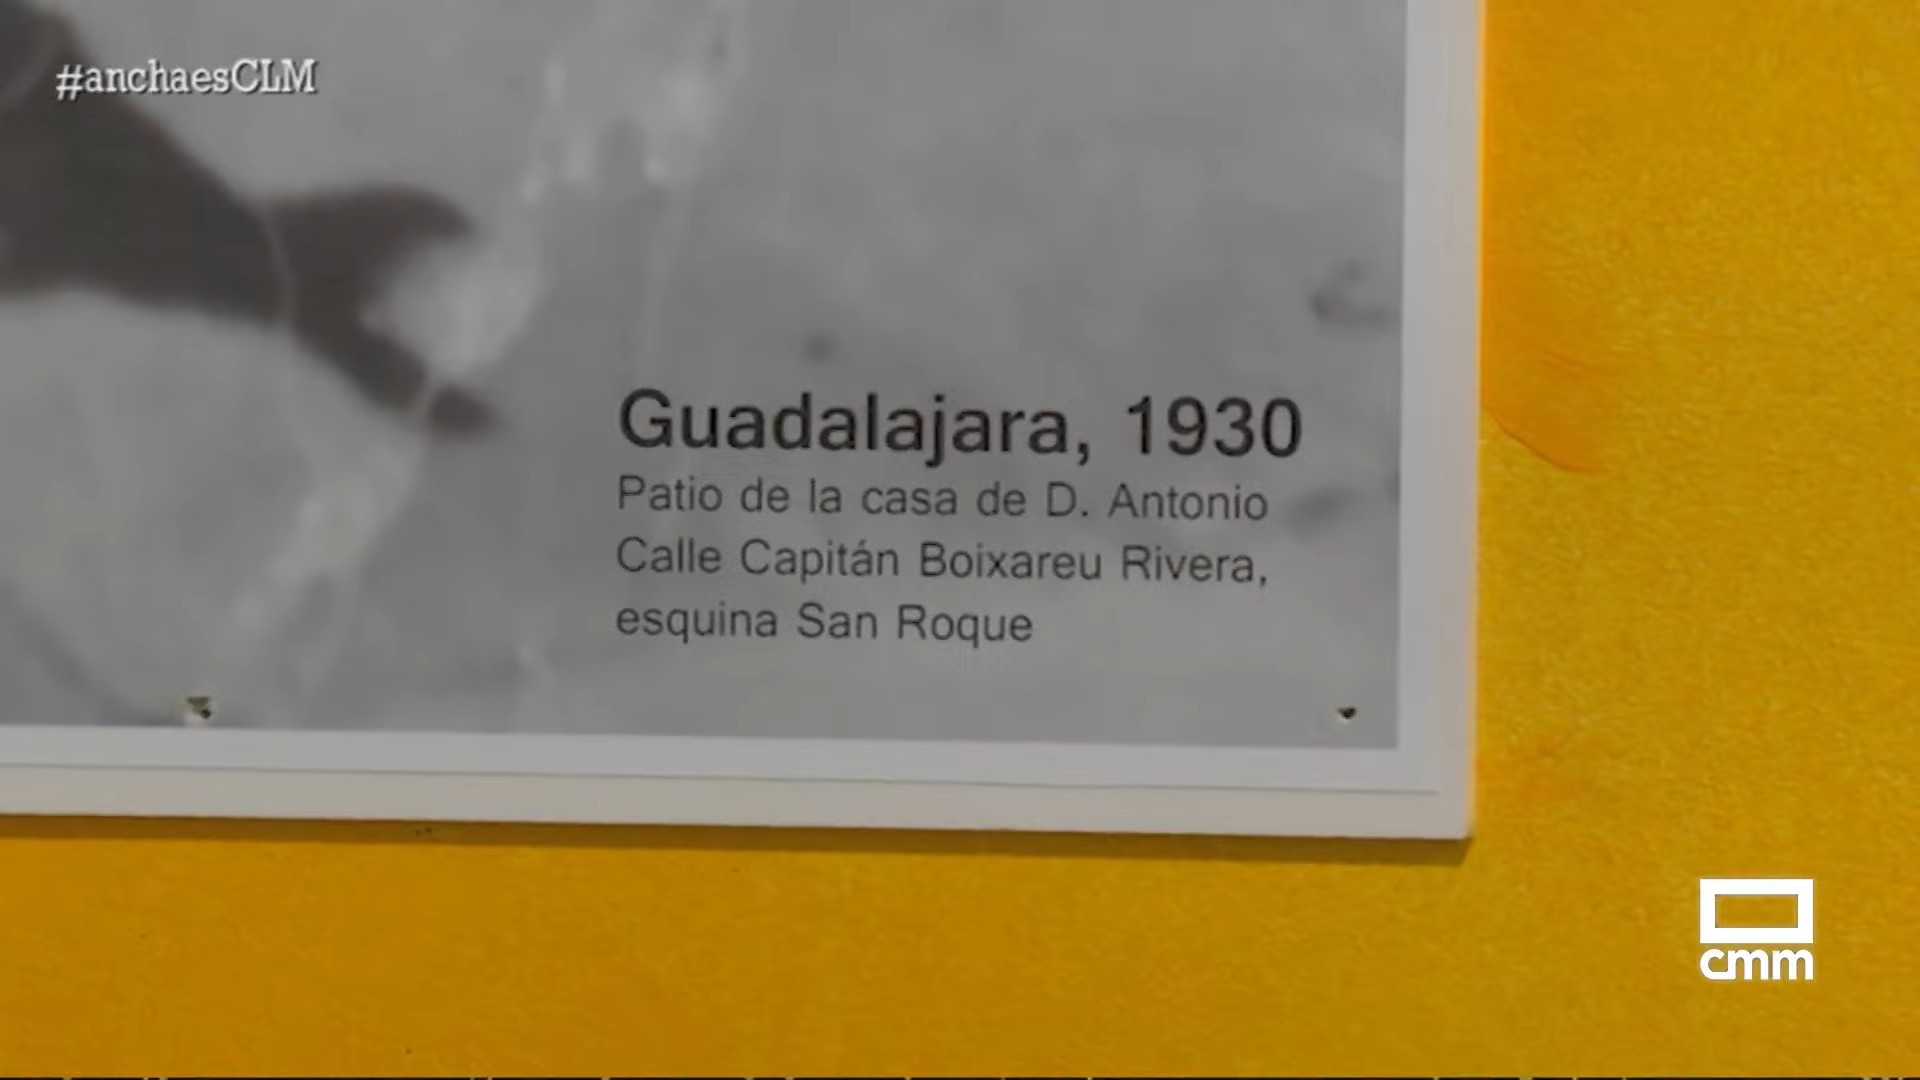 #anchaesCLM
Guadalajara, 1930
Patio de la casa de D. Antonio
Calle Capitán Boixareu Rivera,
esquina San Roque
cmm